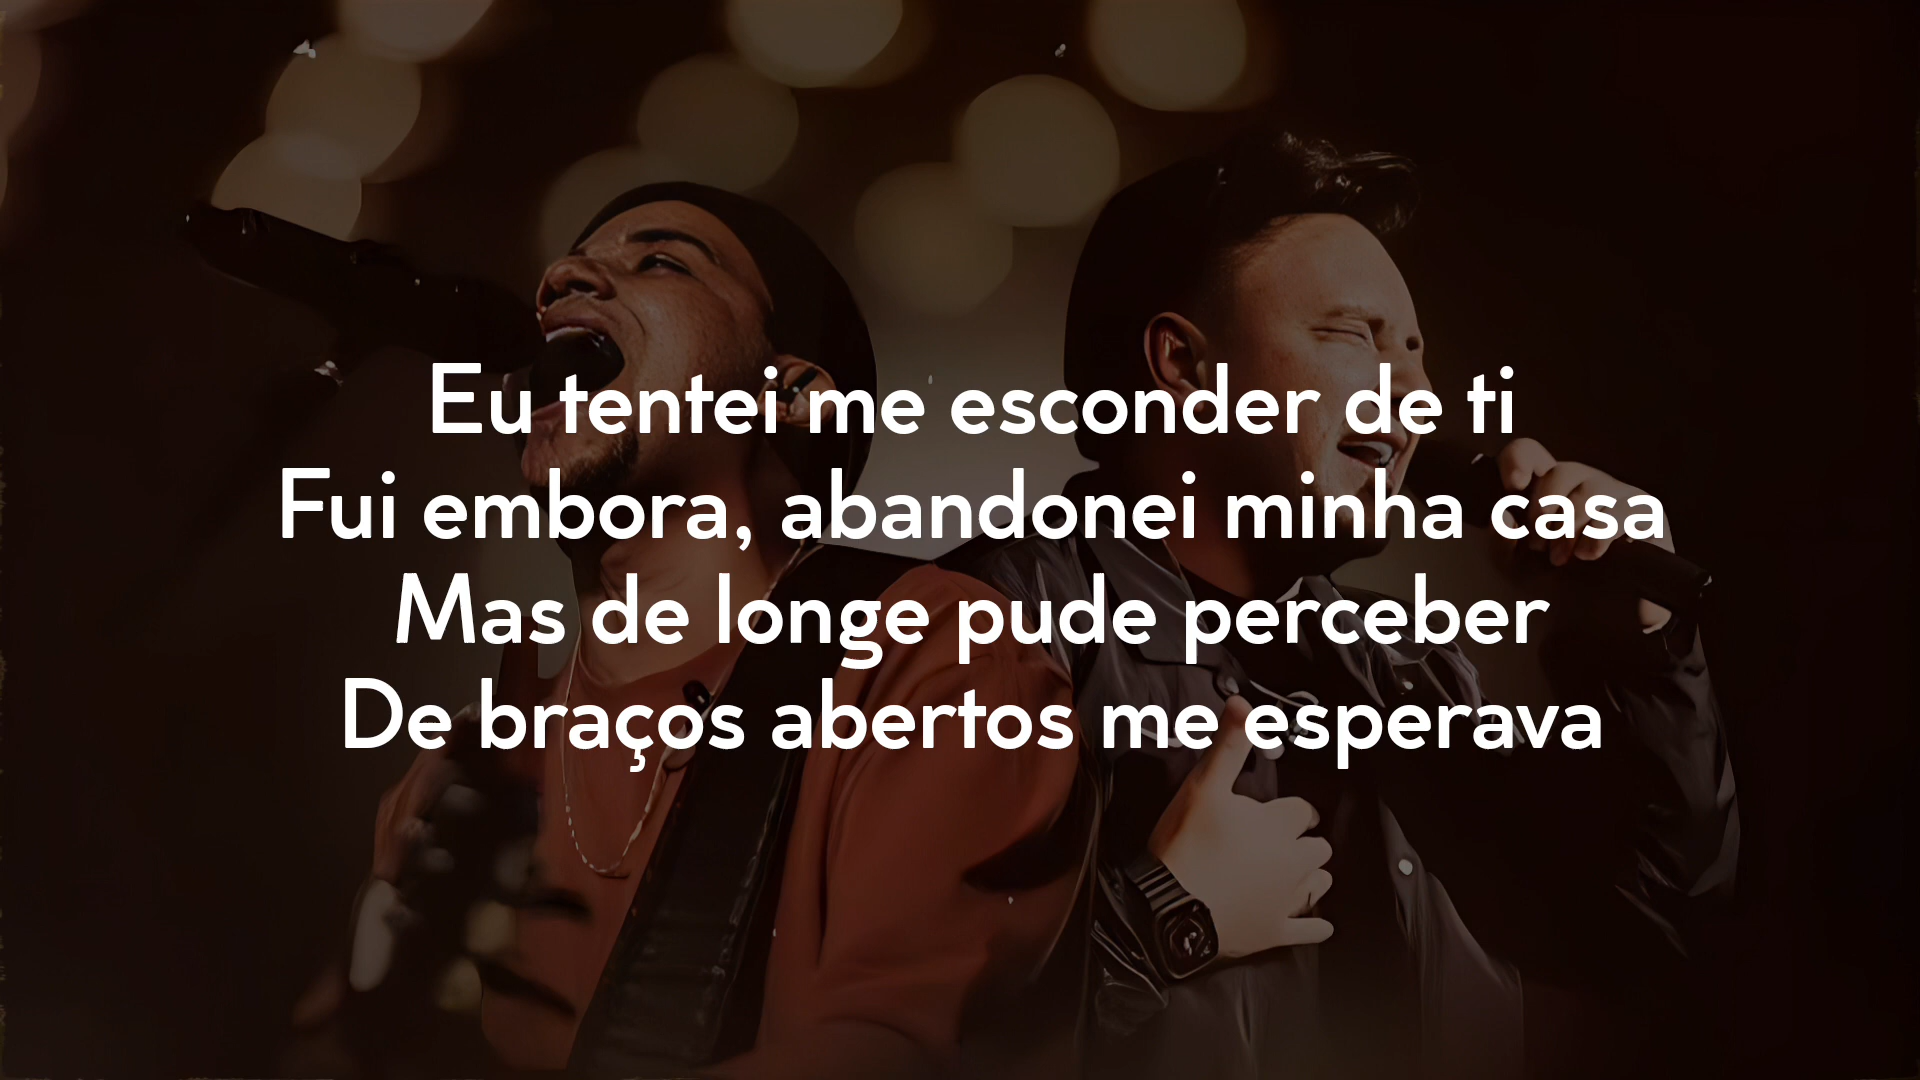 Eu tentei me esconder de ti
Fui embora, abandonei minha casa
Mas de longe pude perceber
De braços abertos me esperava